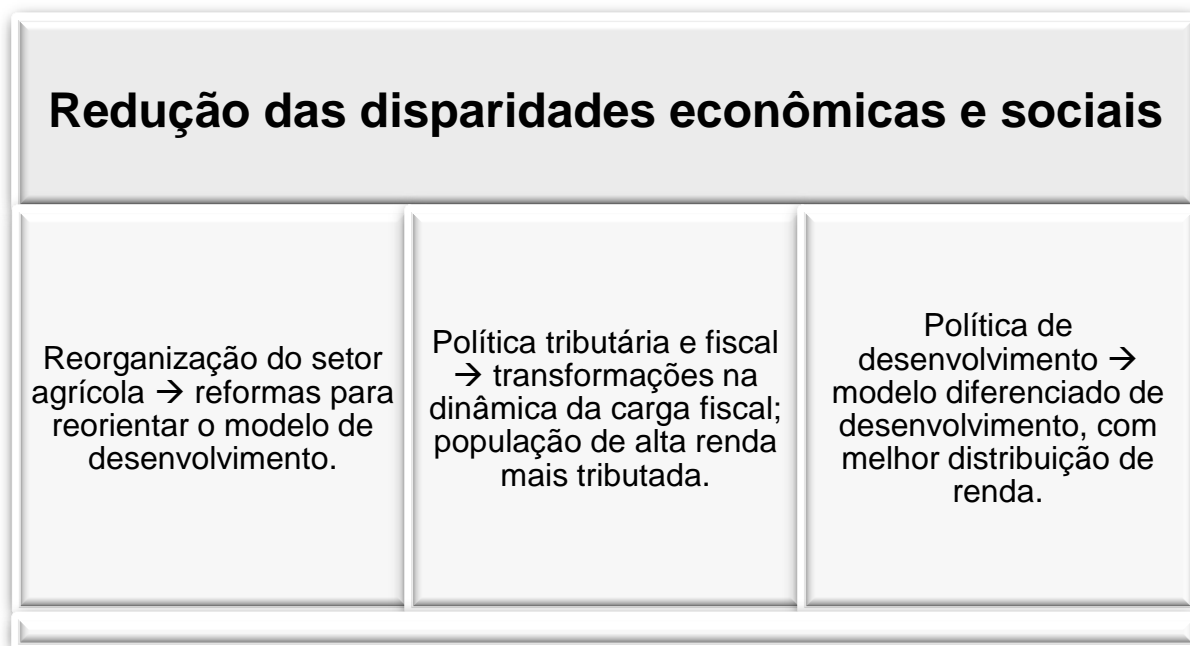 Redução das disparidades econômicas e sociais
Reorganização do setor
agrícola → reformas para
reorientar o modelo de
desenvolvimento.
Política tributária e fiscal
→ transformações na
dinâmica da carga fiscal;
população de alta renda
mais tributada.
Política de
desenvolvimento →
modelo diferenciado de
desenvolvimento, com
melhor distribuição de
renda.